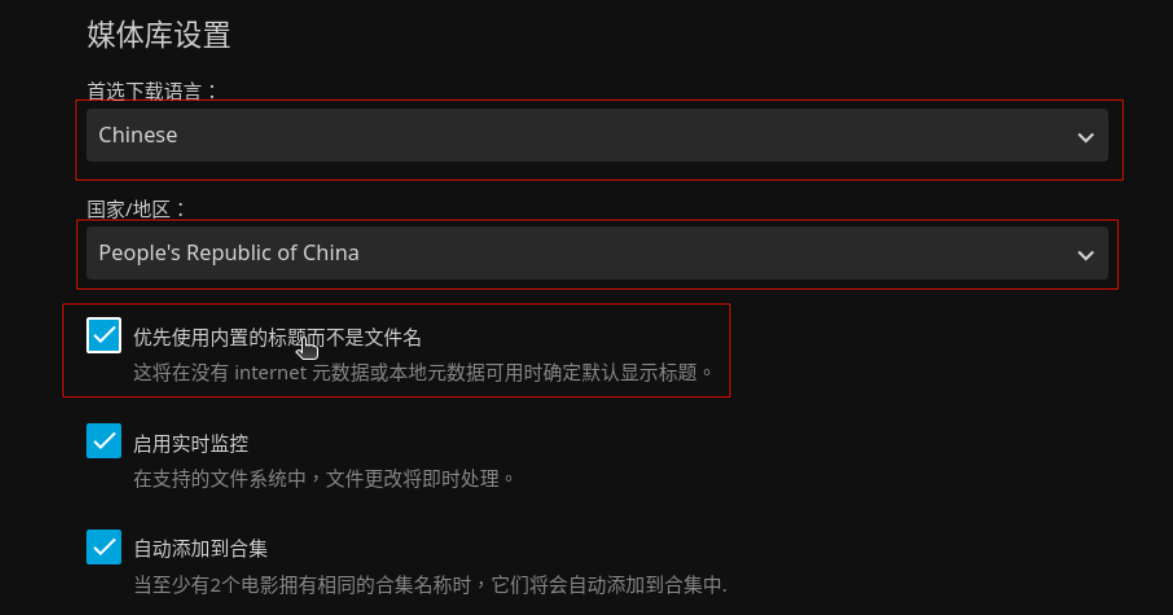 媒体库设置
首选下载语言：
Chinese
国家/地区：
People's Republic of China
优先使用内置的标题而不是文件名
这将在没有 internet 元数据或本地元数据可用时确定默认显示标题。
启用实时监控
在支持的文件系统中，文件更改将即时处理。
自动添加到合集
当至少有2个电影拥有相同的合集名称时，它们将会自动添加到合集中.